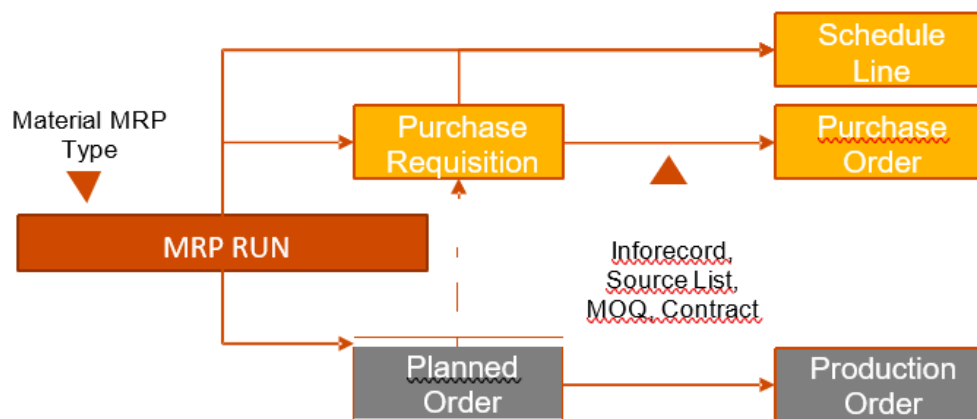 Schedule
Line
Material MRP
Type
Purchase
Requisition
Purchase
Order
MRP RUN
Inforecord,
Source List,
MOQ, Contract
Planned
Order
Production
Order